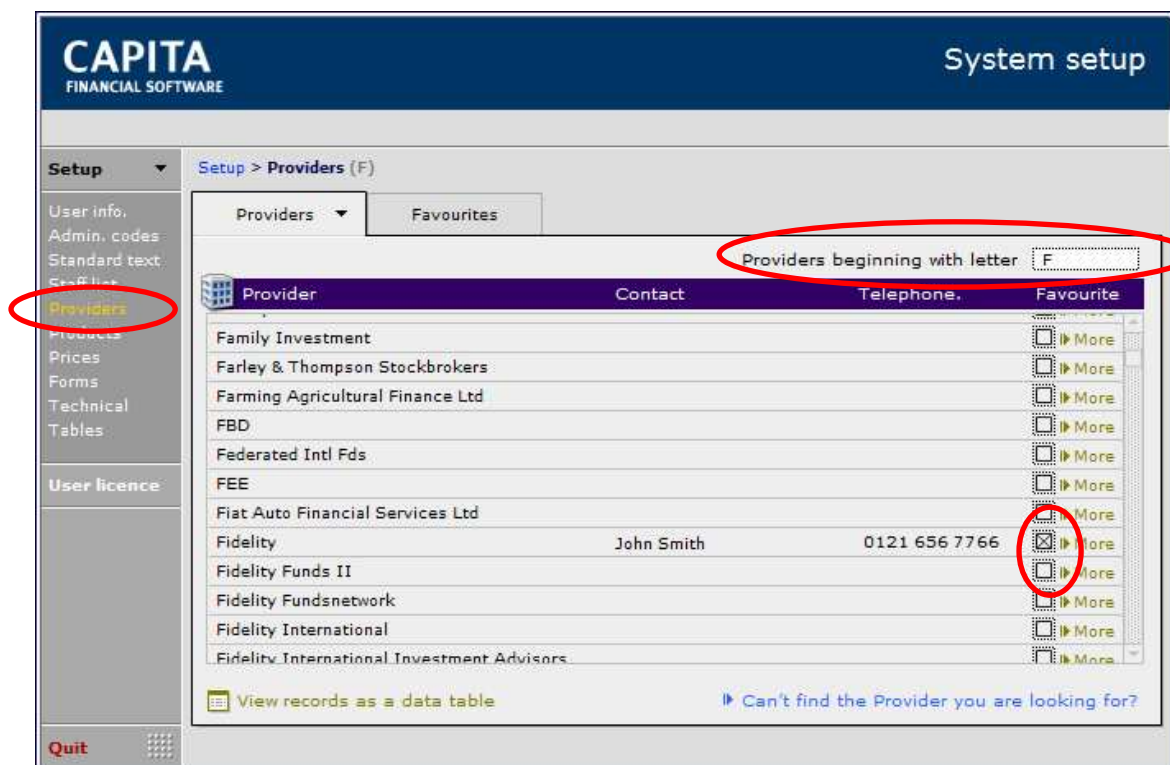 CAPITA
FINANCIAL SOFTWARE
System setup
Setup
Setup > Providers (F)
User info.
Admin. codes
Standard text
Staff list
Providers
Products
Prices
Forms
Technical
Tables
User licence
Quit
Providers
Favourites
Providers beginning with letter F
Provider Contact Telephone. Favourite
More
Family Investment More
Farley & Thompson Stockbrokers More
Farming Agricultural Finance Ltd More
FBD More
Federated Intl Fds More
FEE More
Fiat Auto Financial Services Ltd More
Fidelity John Smith 0121 656 7766 More
Fidelity Funds II More
Fidelity Fundsnetwork More
Fidelity International More
Fidelity International Investment Advisors More
View records as a data table
Can't find the Provider you are looking for?